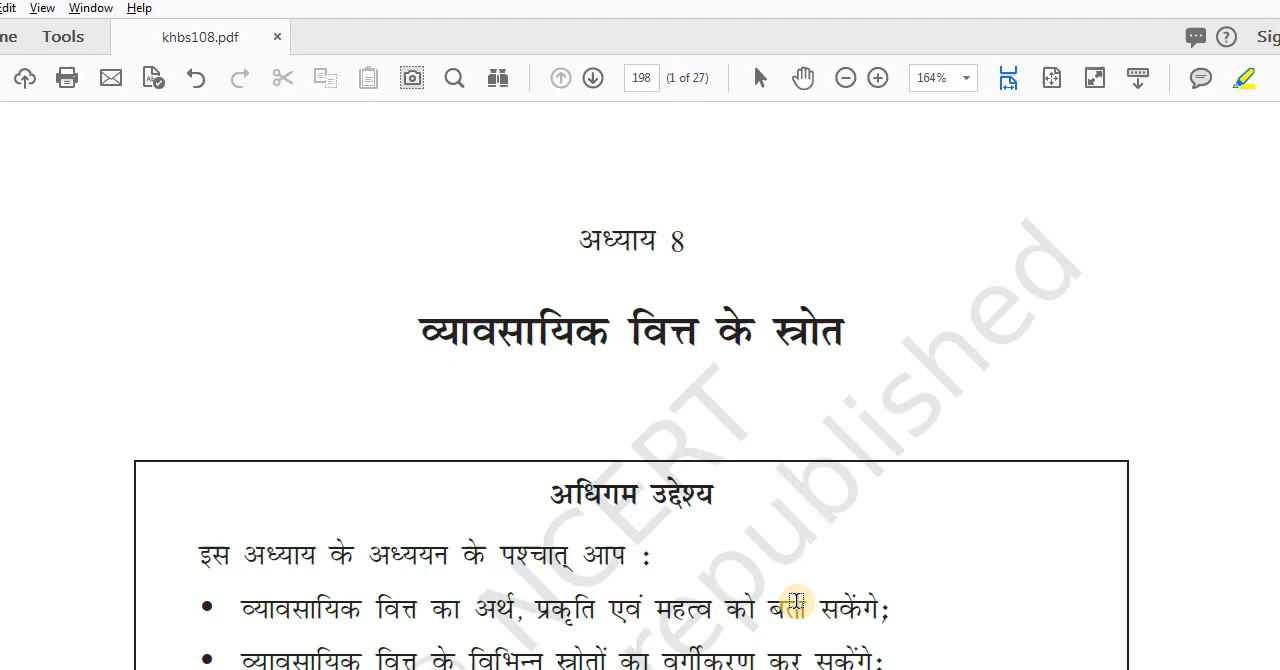 dit View Window Help
me Tools khbs108.pdf × Sig
198 (1 of 27) 164%
अध्याय 8
व्यावसायिक वित्त के स्त्रोत
अधिगम उद्देश्य
इस अध्याय के अध्ययन के पश्चात् आप :
• व्यावसायिक वित्त का अर्थ, प्रकृति एवं महत्व को बता सकेंगे;
• व्यावसायिक वित्त के विभिन्न स्रोतों का वर्गीकरण कर सकेंगे;
NCERT
republished